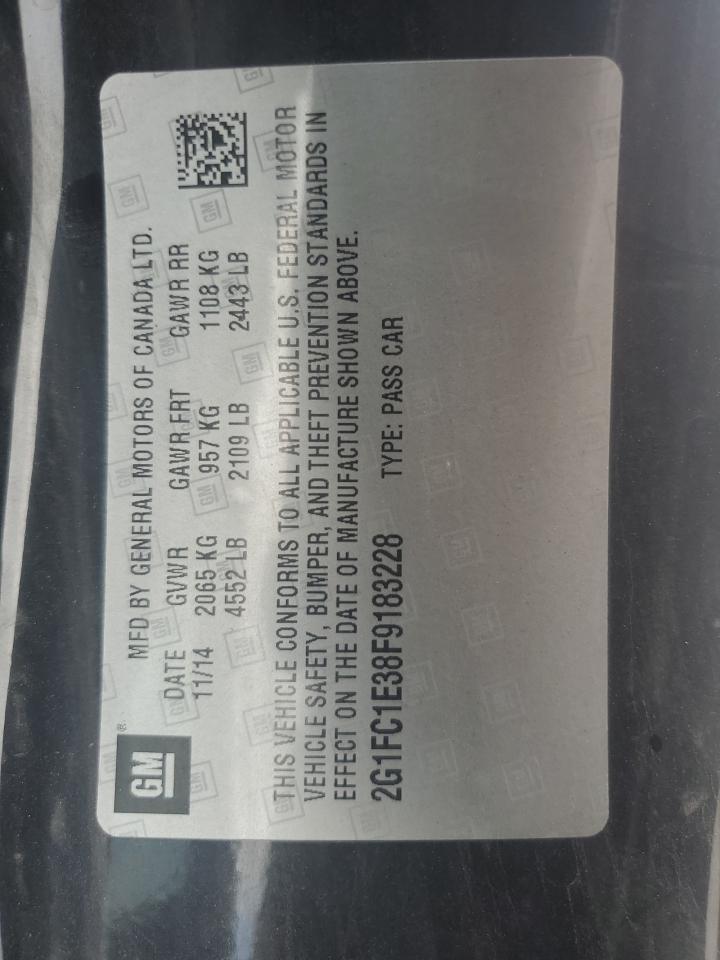 GM®
MFD BY GENERAL MOTORS OF CANADA LTD.
DATE GVWR GAWR FRT GAWR RR
11/14 2065 KG 957 KG 1108 KG
4552 LB 2109 LB 2443 LB
THIS VEHICLE CONFORMS TO ALL APPLICABLE U.S. FEDERAL MOTOR
VEHICLE SAFETY, BUMPER, AND THEFT PREVENTION STANDARDS IN
EFFECT ON THE DATE OF MANUFACTURE SHOWN ABOVE.
2G1FC1E38F9183228 TYPE: PASS CAR